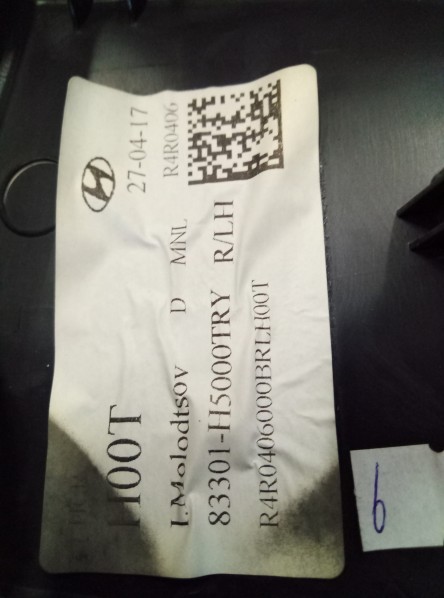 27-04-17
R4R0406
H00T
I.Molodtsov D MNL
83301-H5000TRY R/LH
R4R0406000BRLH00T
6